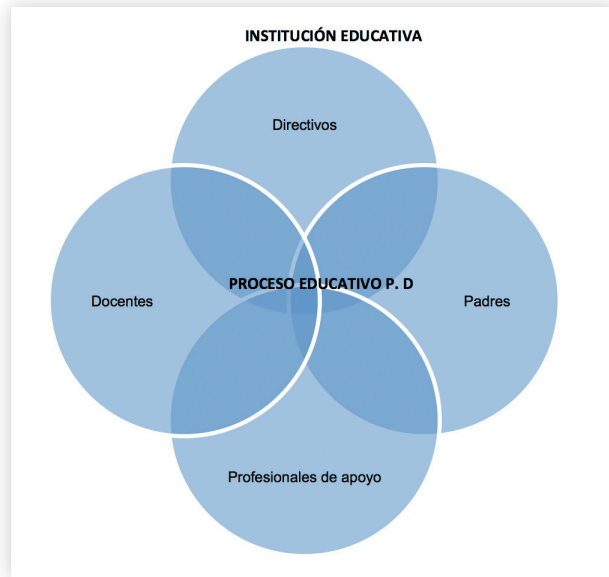 INSTITUCIÓN EDUCATIVA
Directivos
PROCESO EDUCATIVO P. D
Docentes
Padres
Profesionales de apoyo